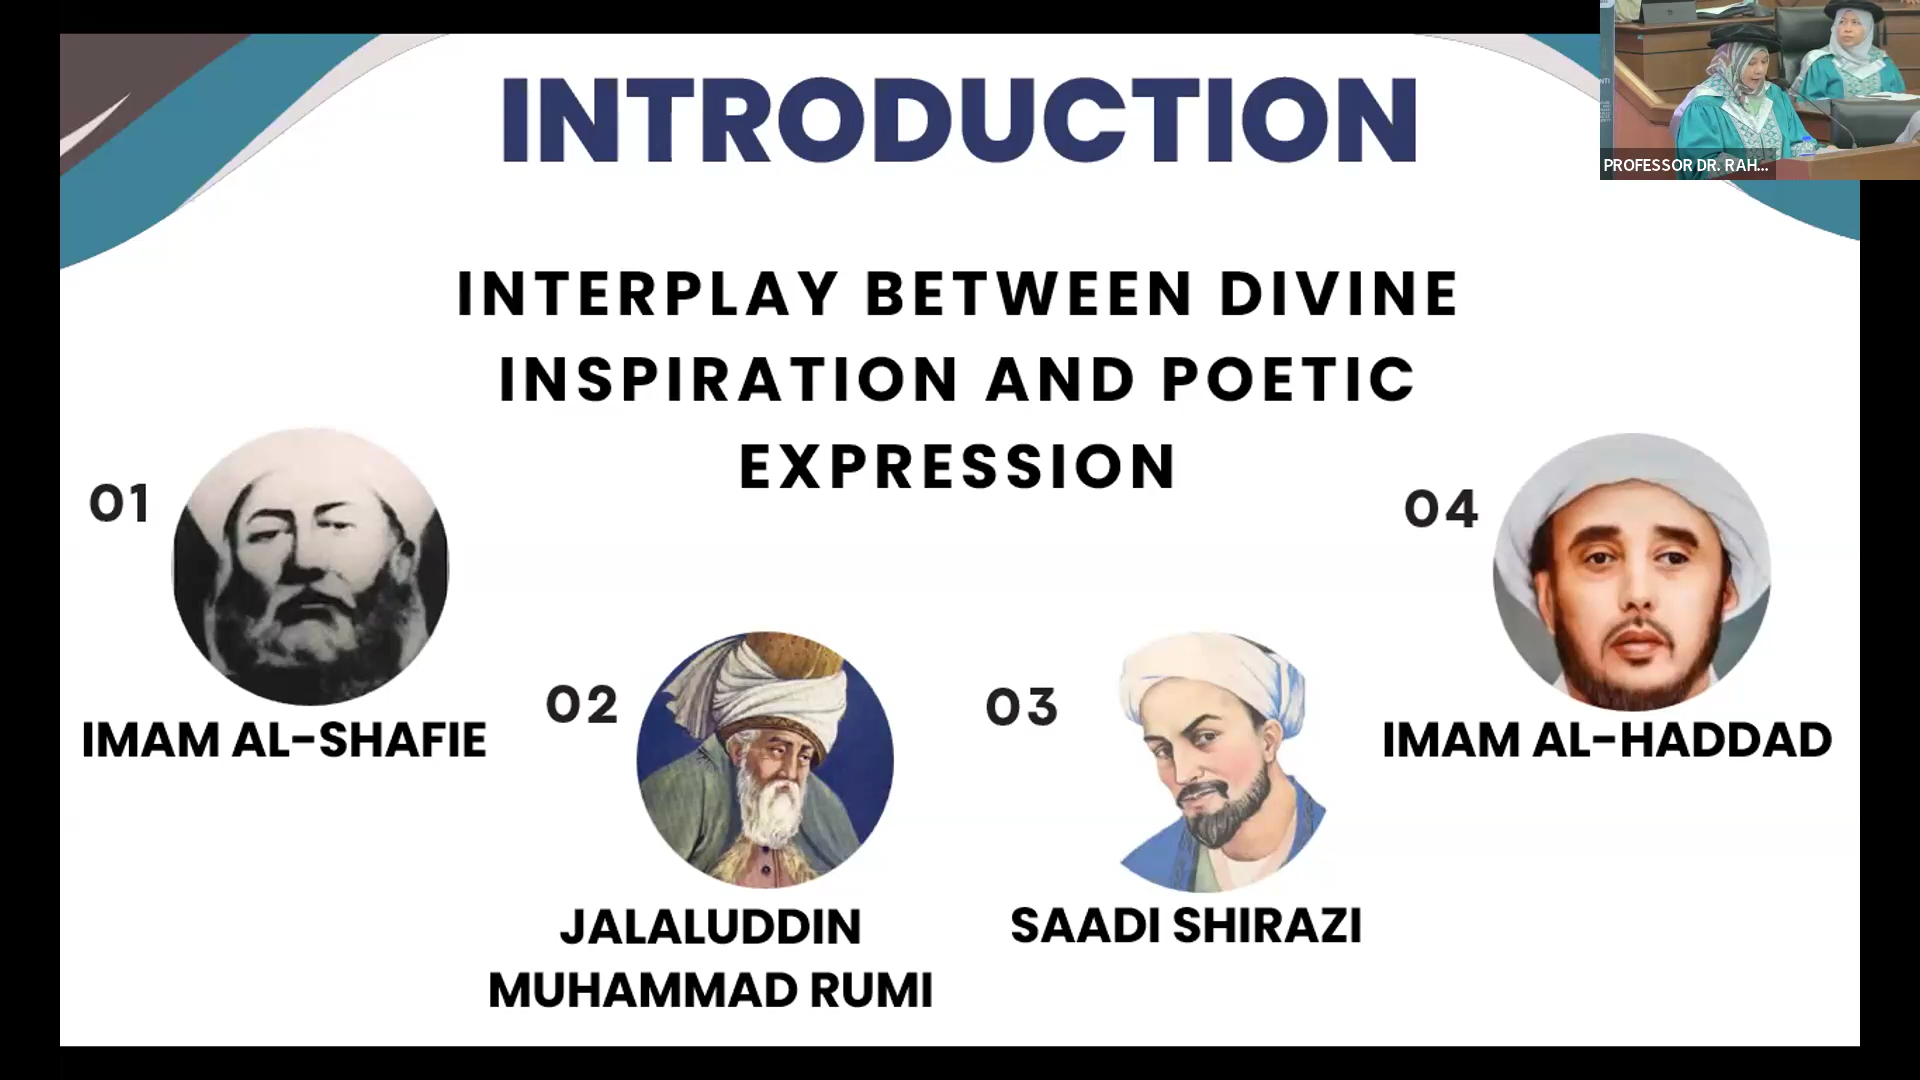 INTRODUCTION
PROFESSOR DR. RAH...
INTERPLAY BETWEEN DIVINE
INSPIRATION AND POETIC
EXPRESSION
01
IMAM AL-SHAFIE
02
JALALUDDIN
MUHAMMAD RUMI
03
SAADI SHIRAZI
04
IMAM AL-HADDAD